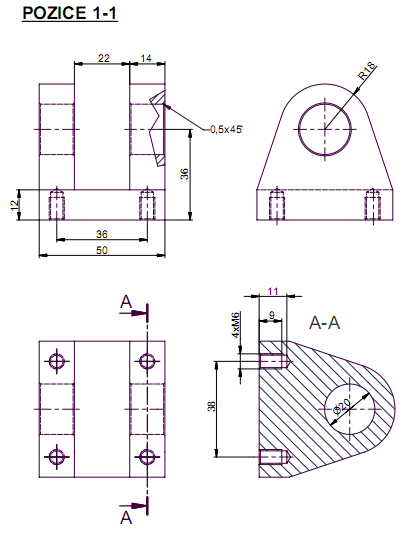 POZICE 1-1
22
14
R18
0,5x45°
36
12
36
50
11
A
9
A-A
4xM6
38
Ø20
A